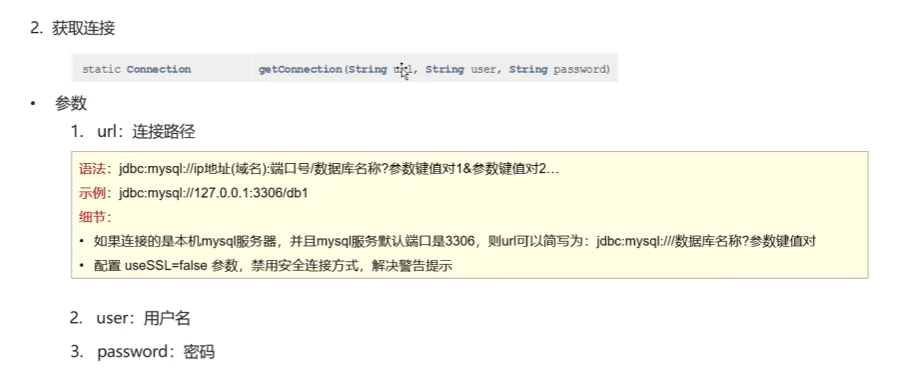 2. 获取连接
static Connection getConnection(String url, String user, String password)
• 参数
1. url：连接路径
语法：jdbc:mysql://ip地址(域名):端口号/数据库名称?参数键值对1&参数键值对2…
示例：jdbc:mysql://127.0.0.1:3306/db1
细节：
• 如果连接的是本机mysql服务器，并且mysql服务默认端口是3306，则url可以简写为：jdbc:mysql:///数据库名称?参数键值对
• 配置 useSSL=false 参数，禁用安全连接方式，解决警告提示
2. user：用户名
3. password：密码